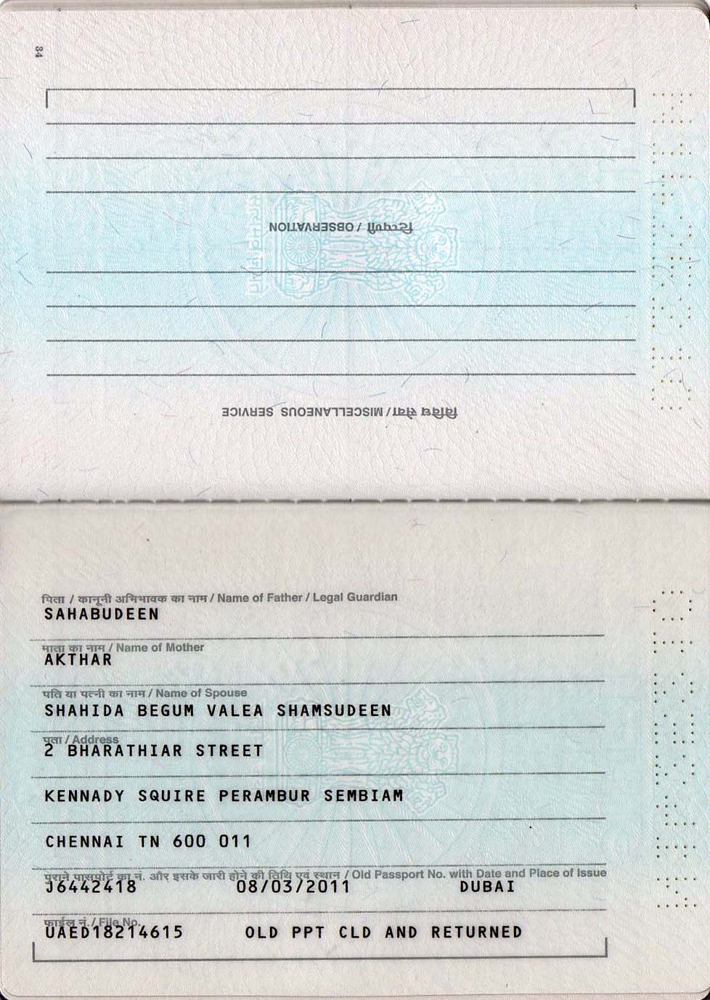 34
टिप्पणी / OBSERVATION
विविध सेवा / MISCELLANEOUS SERVICE
पिता / कानूनी अभिभावक का नाम / Name of Father / Legal Guardian
SAHABUDEEN
माता का नाम / Name of Mother
AKTHAR
पति या पत्नी का नाम / Name of Spouse
SHAHIDA BEGUM VALEA SHAMSUDEEN
पता / Address
2 BHARATHIAR STREET
KENNADY SQUIRE PERAMBUR SEMBIAM
CHENNAI TN 600 011
पुराने पासपोर्ट का नं. और इसके जारी होने की तिथि एवं स्थान / Old Passport No. with Date and Place of Issue
J6442418 08/03/2011 DUBAI
फाईल नं. / File No.
UAED18214615 OLD PPT CLD AND RETURNED